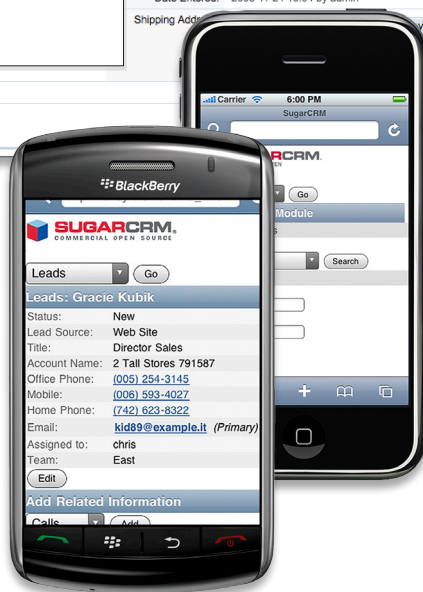 Shipping Addr
Carrier 6:00 PM
SugarCRM
RCRM.
Go
Module
Search
BlackBerry
SUGARCRM.
COMMERCIAL OPEN SOURCE
Leads Go
Leads: Gracie Kubik
Status: New
Lead Source: Web Site
Title: Director Sales
Account Name: 2 Tall Stores 791587
Office Phone: (005) 254-3145
Mobile: (006) 593-4027
Home Phone: (742) 623-8322
Email: kid89@example.it (Primary)
Assigned to: chris
Team: East
Edit
Add Related Information
Calls Add